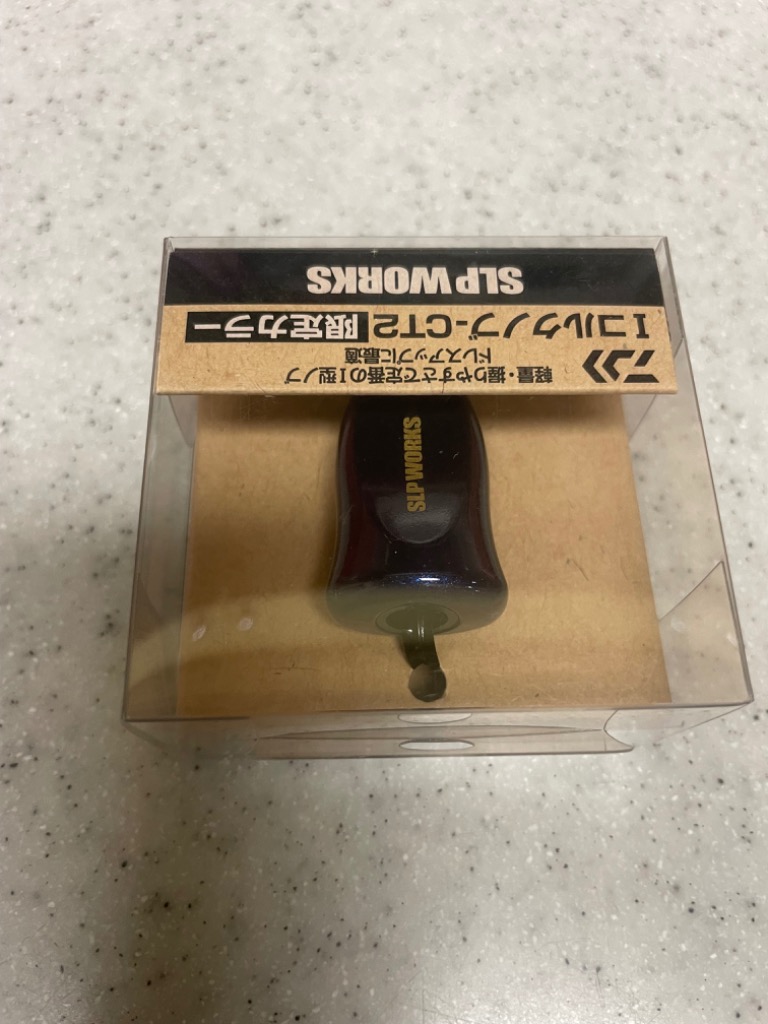 SLP WORKS
Iコルクノブ-CT2 限定カラー
軽量・握りやすさで定番のI型ノブ
ドレスアップに最適
SLP WORKS